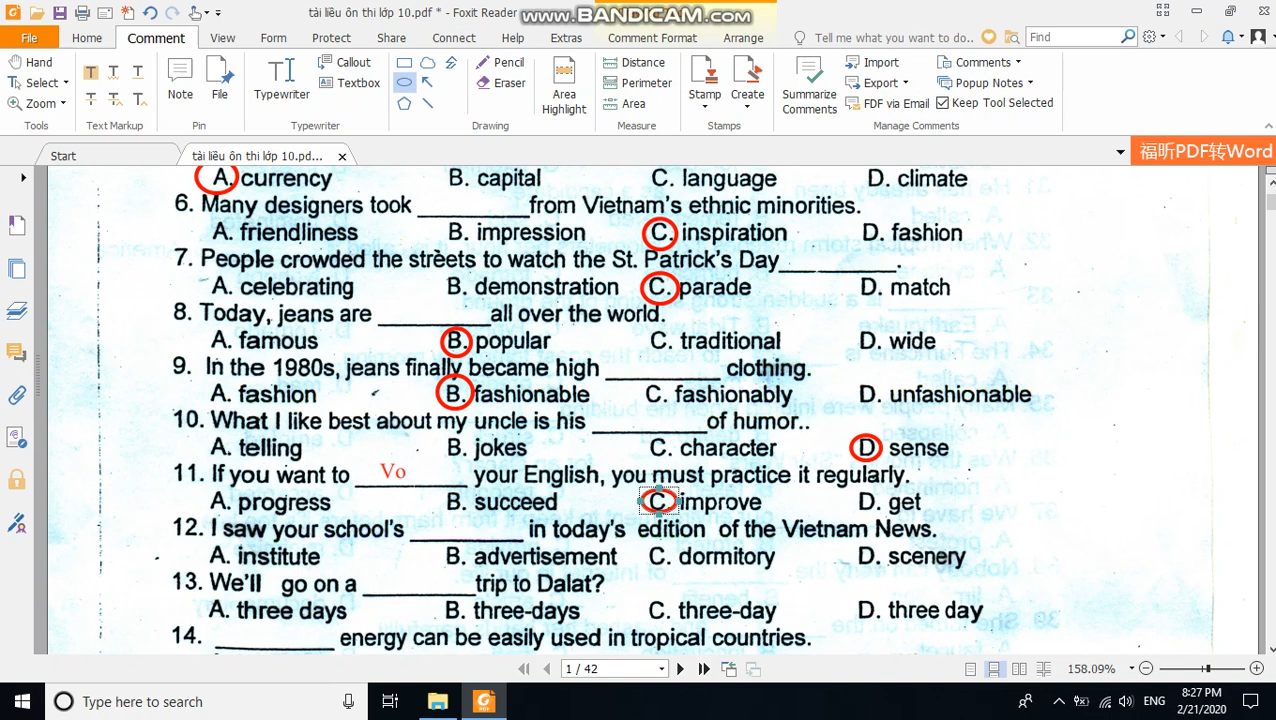 tài liệu ôn thi lớp 10.pdf * - Foxit Reader
www.BANDICAM.com
File Home Comment View Form Protect Share Connect Help Extras Comment Format Arrange Tell me what you want to do.. Find
Hand Callout Pencil Distance Import Comments
Select Textbox Eraser Perimeter Export Popup Notes
Zoom Note File Typewriter Area Highlight Area Stamp Create Summarize Comments FDF via Email Keep Tool Selected
Tools Text Markup Pin Typewriter Drawing Measure Stamps Manage Comments
Start tài liệu ôn thi lớp 10.pd... 福昕PDF转Word
A. currency B. capital C. language D. climate
6. Many designers took __________from Vietnam's ethnic minorities.
A. friendliness B. impression C. inspiration D. fashion
7. People crowded the streets to watch the St. Patrick's Day__________.
A. celebrating B. demonstration C. parade D. match
8. Today, jeans are __________all over the world.
A. famous B. popular C. traditional D. wide
9. In the 1980s, jeans finally became high __________ clothing.
A. fashion B. fashionable C. fashionably D. unfashionable
10. What I like best about my uncle is his __________of humor..
A. telling B. jokes C. character D sense
11. If you want to __________ your English, you must practice it regularly.
Vo
A. progress B. succeed C. improve D. get
12. I saw your school's __________ in today's edition of the Vietnam News.
A. institute B. advertisement C. dormitory D. scenery
13. We'll go on a __________trip to Dalat?
A. three days B. three-days C. three-day D. three day
14. __________ energy can be easily used in tropical countries.
1 / 42 158.09%
Type here to search ENG 8:27 PM
2/21/2020